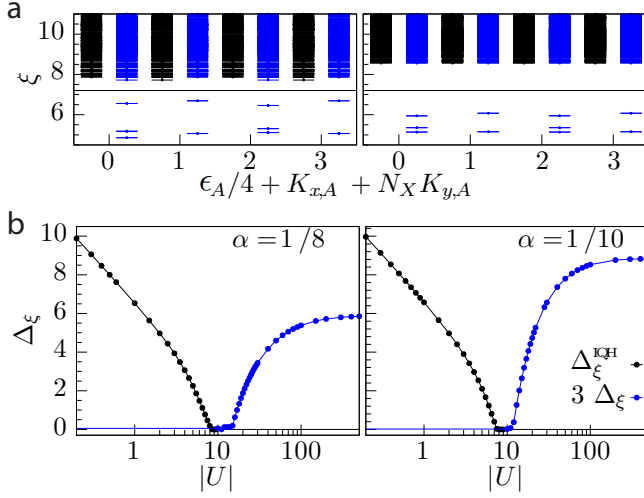 a
ξ
10
8
6
0 1 2 3 0 1 2 3
ϵ_A/4 + K_{x,A} + N_X K_{y,A}
b
Δ_ξ
10
8
6
4
2
0
α = 1/8
α = 1/10
Δ_ξ^{IQH}
3 Δ_ξ
1 10 100 1 10 100
|U| |U|